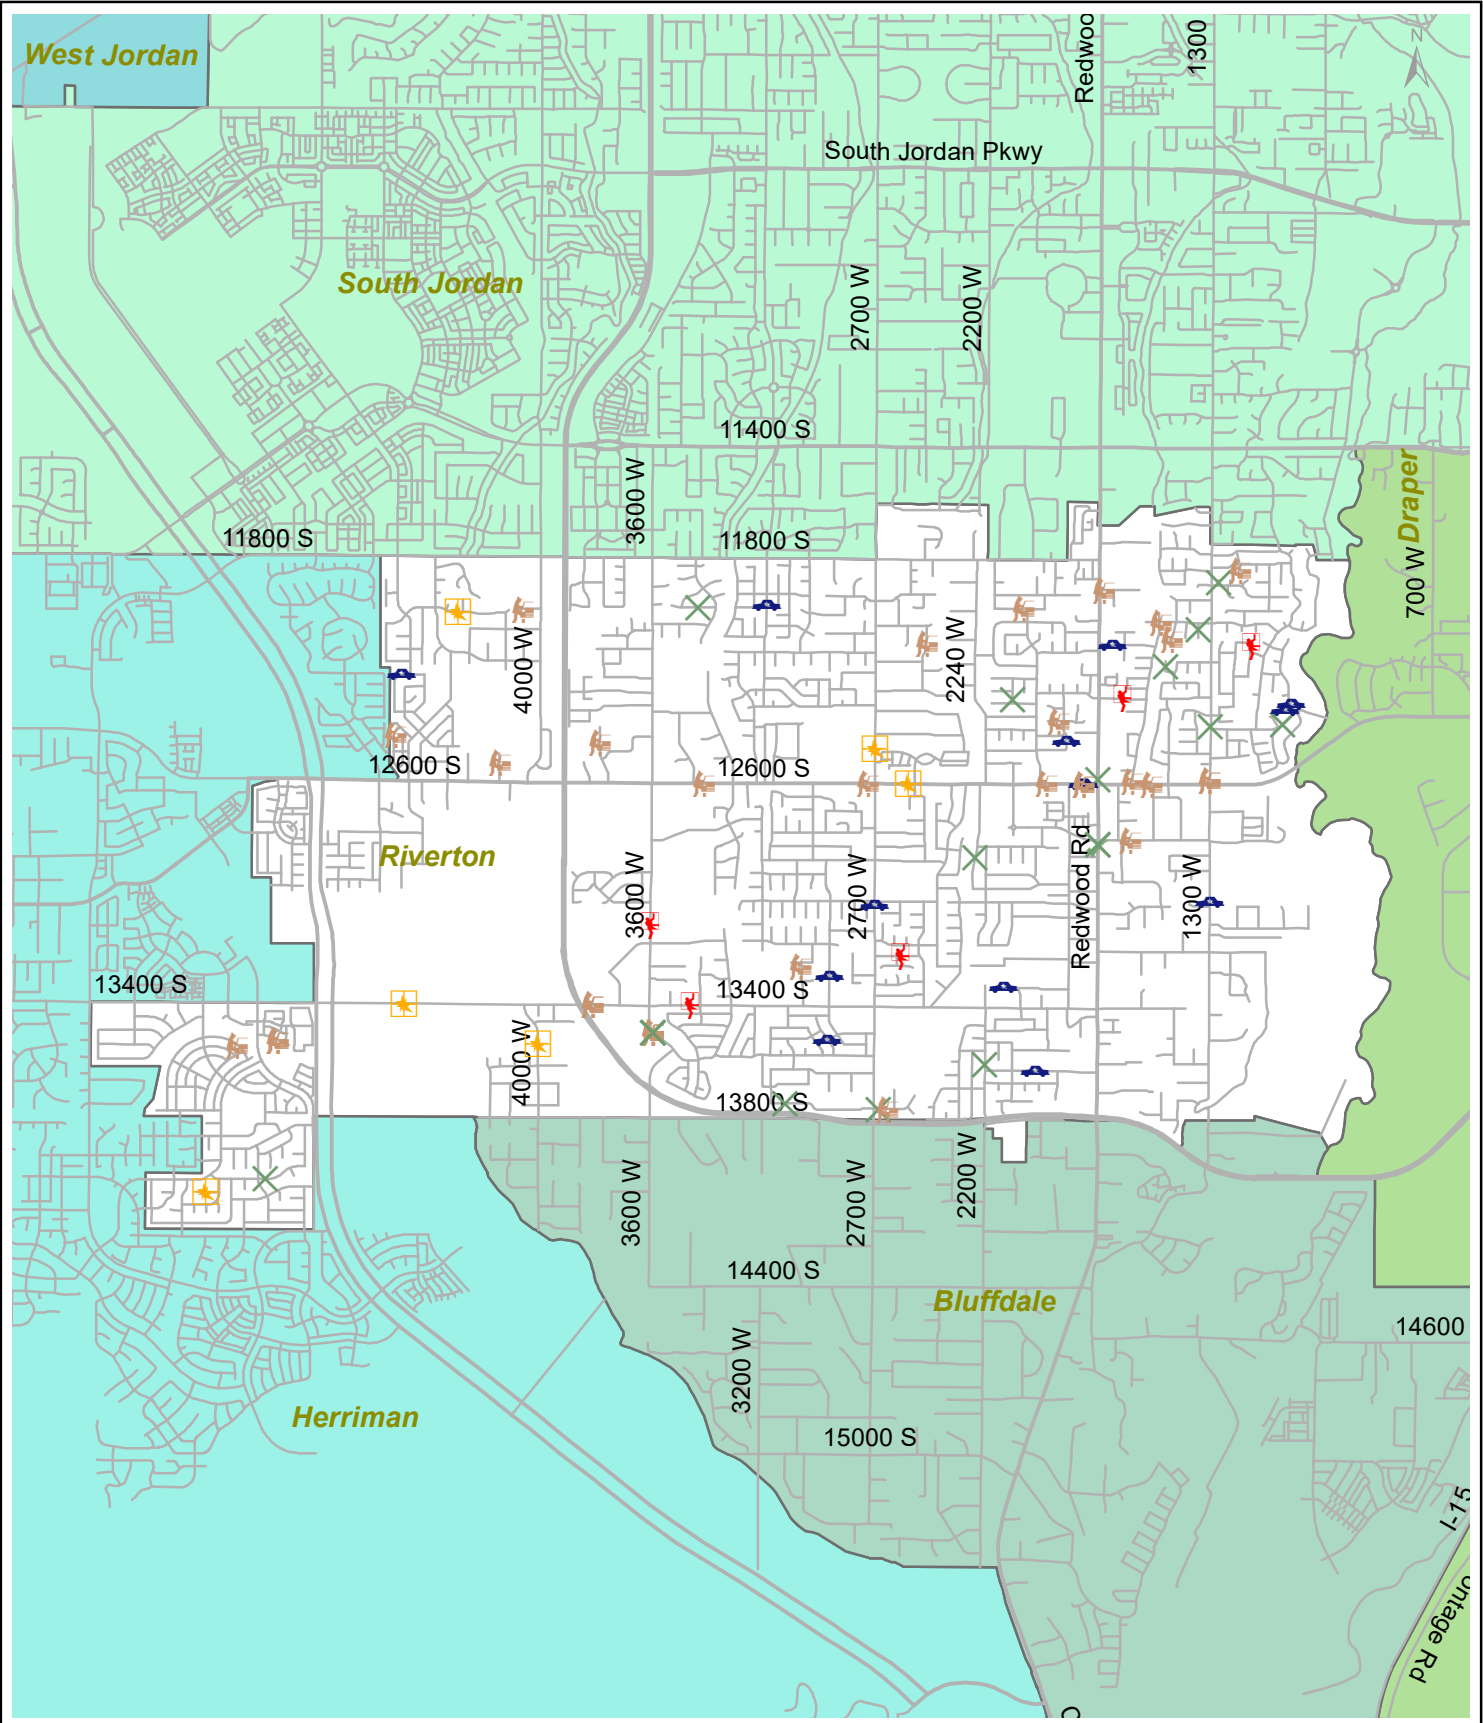 Redwoo
1300
N
West Jordan
South Jordan Pkwy
South Jordan
2700 W
2200 W
11400 S
Draper
3600 W
11800 S
11800 S
700 W
4000 W
2240 W
12600 S
12600 S
Riverton
Redwood Rd
3600 W
2700 W
1300 W
13400 S
13400 S
4000 W
13800 S
3600 W
2700 W
2200 W
14400 S
Bluffdale
14600
3200 W
Herriman
15000 S
I-15
ontage Rd